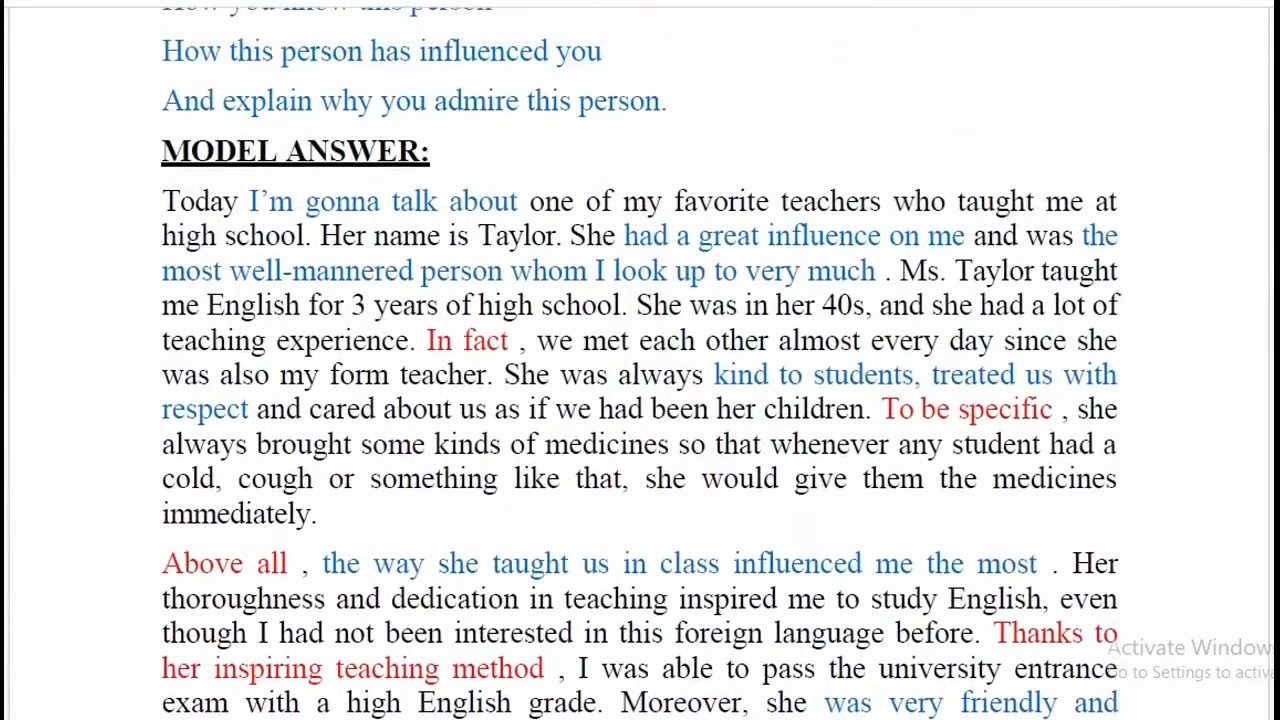 How you know this person
How this person has influenced you
And explain why you admire this person.
MODEL ANSWER:
Today I'm gonna talk about one of my favorite teachers who taught me at
high school. Her name is Taylor. She had a great influence on me and was the
most well-mannered person whom I look up to very much . Ms. Taylor taught
me English for 3 years of high school. She was in her 40s, and she had a lot of
teaching experience. In fact , we met each other almost every day since she
was also my form teacher. She was always kind to students, treated us with
respect and cared about us as if we had been her children. To be specific , she
always brought some kinds of medicines so that whenever any student had a
cold, cough or something like that, she would give them the medicines
immediately.
Above all , the way she taught us in class influenced me the most . Her
thoroughness and dedication in teaching inspired me to study English, even
though I had not been interested in this foreign language before. Thanks to
her inspiring teaching method , I was able to pass the university entrance
exam with a high English grade. Moreover, she was very friendly and
Activate Windows
Go to Settings to activa